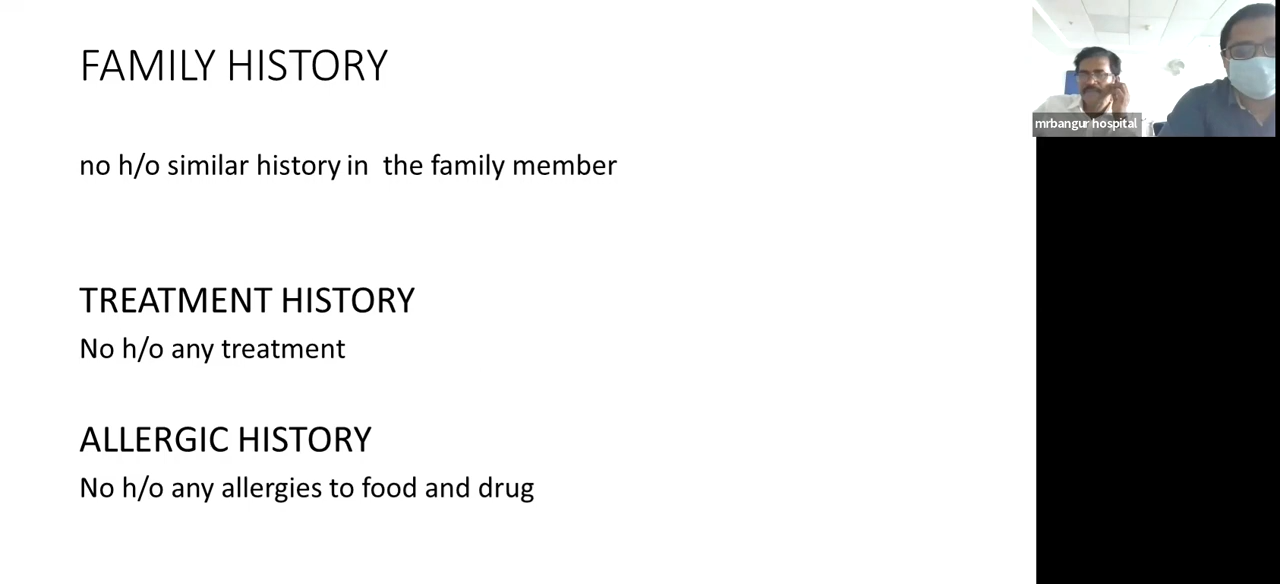 FAMILY HISTORY
no h/o similar history in  the family member
TREATMENT HISTORY
No h/o any treatment
ALLERGIC HISTORY
No h/o any allergies to food and drug
mrbangur hospital